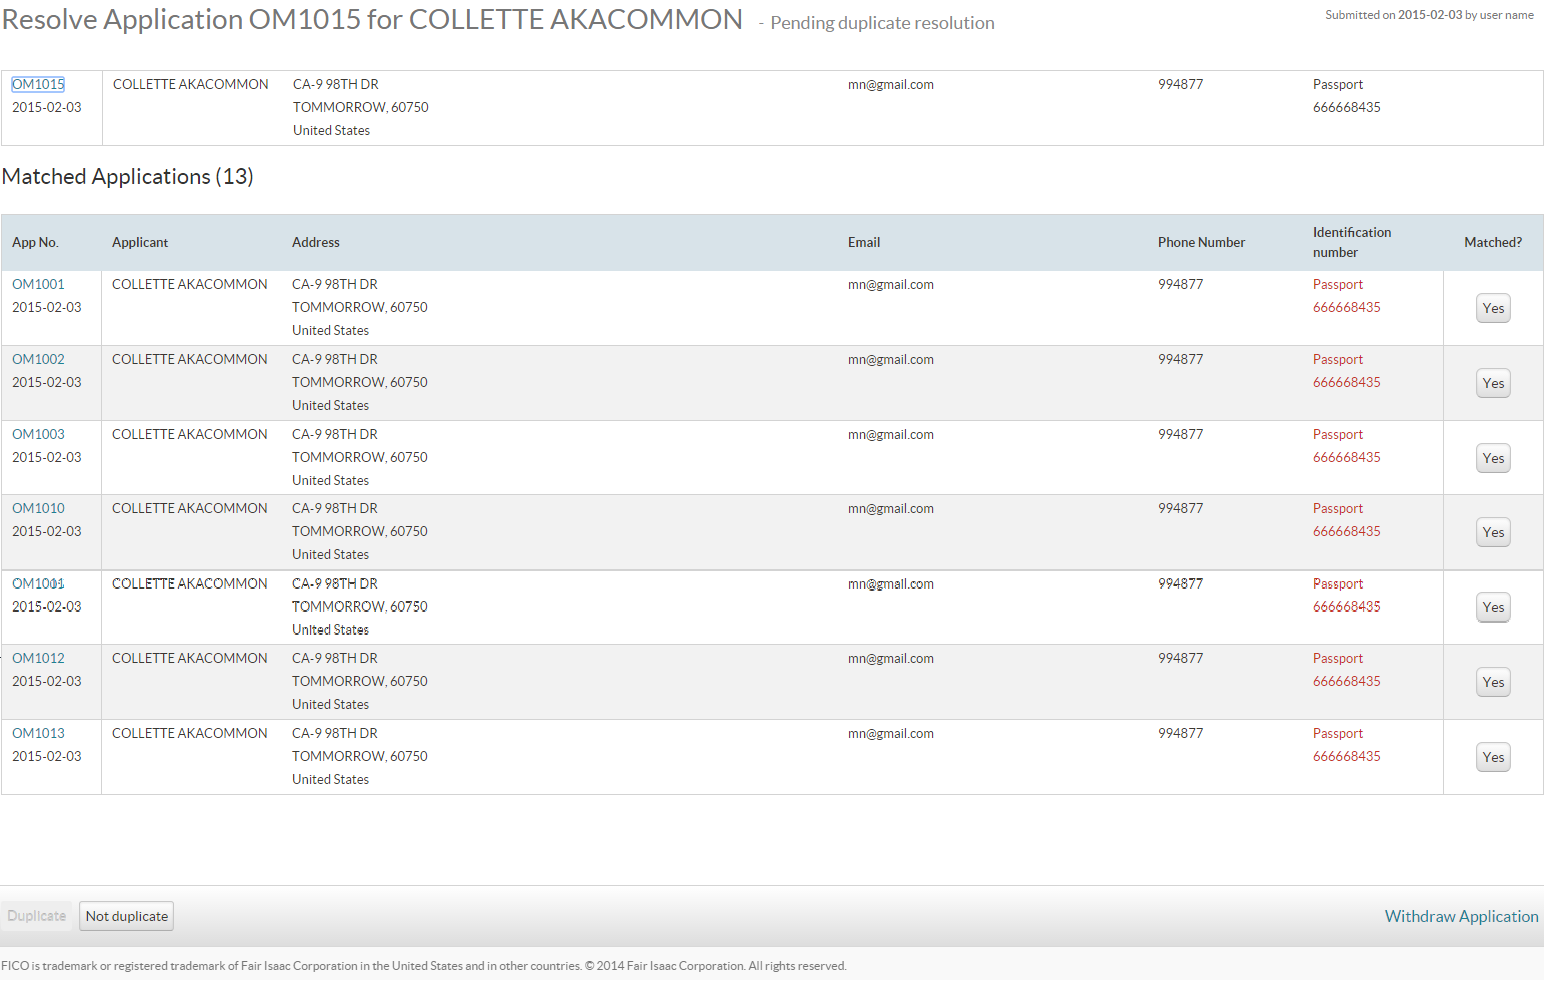 Resolve Application OM1015 for COLLETTE AKACOMMON - Pending duplicate resolution
Submitted on 2015-02-03 by user name
OM1015 COLLETTE AKACOMMON CA-9 98TH DR mn@gmail.com 994877 Passport
2015-02-03 TOMMORROW, 60750 666668435
United States
Matched Applications (13)
App No. Applicant Address Email Phone Number Identification number Matched?
OM1001 COLLETTE AKACOMMON CA-9 98TH DR mn@gmail.com 994877 Passport
2015-02-03 TOMMORROW, 60750 666668435 Yes
United States
OM1002 COLLETTE AKACOMMON CA-9 98TH DR mn@gmail.com 994877 Passport
2015-02-03 TOMMORROW, 60750 666668435 Yes
United States
OM1003 COLLETTE AKACOMMON CA-9 98TH DR mn@gmail.com 994877 Passport
2015-02-03 TOMMORROW, 60750 666668435 Yes
United States
OM1010 COLLETTE AKACOMMON CA-9 98TH DR mn@gmail.com 994877 Passport
2015-02-03 TOMMORROW, 60750 666668435 Yes
United States
COLLETTE AKACOMMON CA-9 98TH DR mn@gmail.com 994877 Passport
2015-02-03 TOMMORROW, 60750 666668435 Yes
United States
OM1012 COLLETTE AKACOMMON CA-9 98TH DR mn@gmail.com 994877 Passport
2015-02-03 TOMMORROW, 60750 666668435 Yes
United States
OM1013 COLLETTE AKACOMMON CA-9 98TH DR mn@gmail.com 994877 Passport
2015-02-03 TOMMORROW, 60750 666668435 Yes
United States
Duplicate Not duplicate Withdraw Application
FICO is trademark or registered trademark of Fair Isaac Corporation in the United States and in other countries. © 2014 Fair Isaac Corporation. All rights reserved.